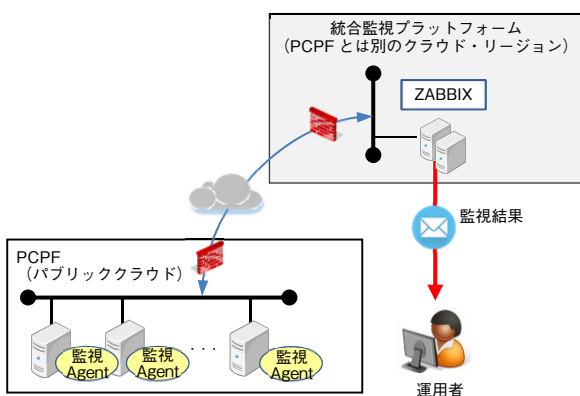 統合監視プラットフォーム
（PCPF とは別のクラウド・リージョン）
ZABBIX
監視結果
PCPF
（パブリッククラウド）
監視
Agent
監視
Agent
・・・
監視
Agent
運用者